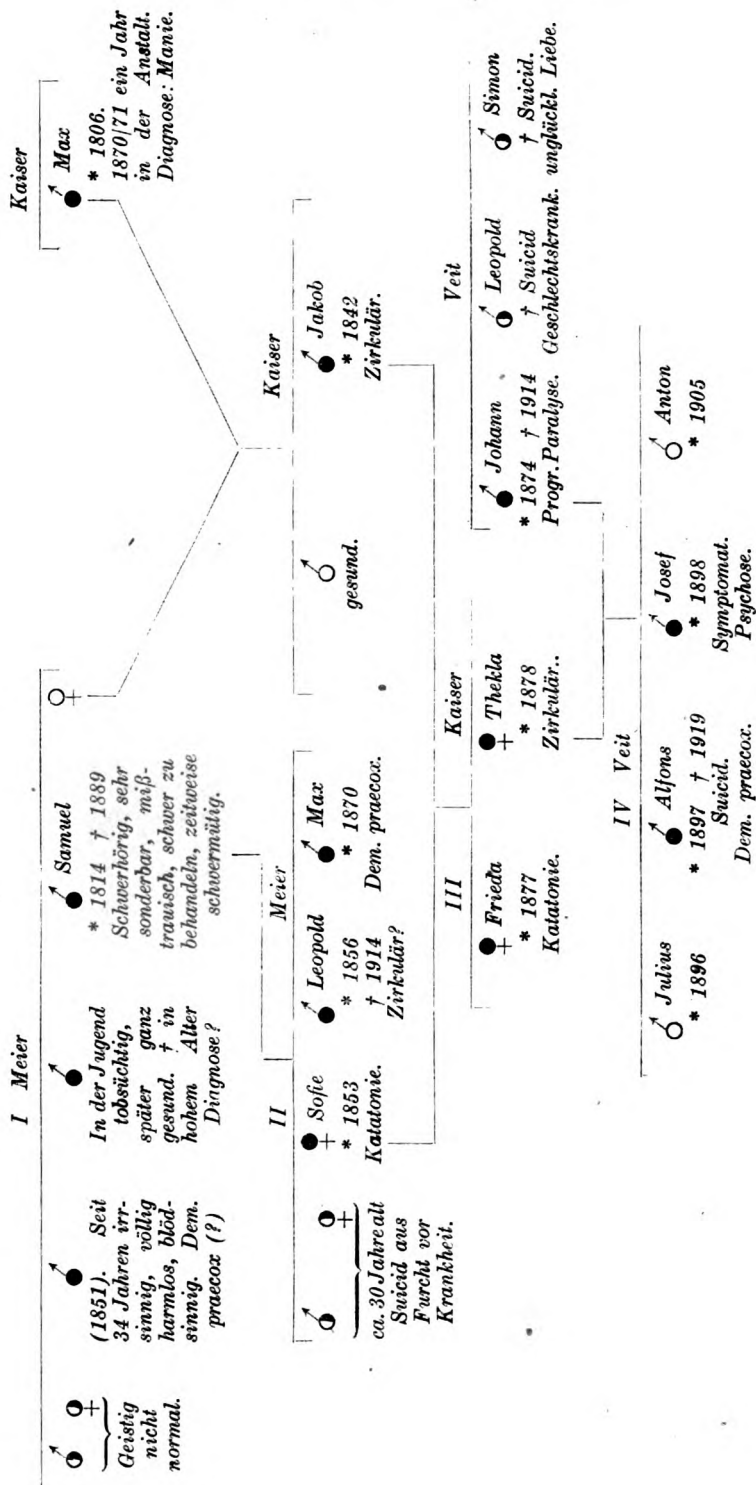 I Meier
Kaiser
Geistig
nicht
normal.
(1851). Seit
34 Jahren irr-
sinnig, völlig
harmlos, blöd-
sinnig. Dem.
praecox (?)
In der Jugend
tobsüchtig,
später ganz
gesund. † in
hohem Alter
Diagnose?
Samuel
* 1814 † 1889
Schwerhörig, sehr
sonderbar, miß-
trauisch, schwer zu
behandeln, zeitweise
schwermütig.
Max
* 1806.
1870/71 ein Jahr
in der Anstalt.
Diagnose: Manie.
II
Meier
Kaiser
ca. 30 Jahre alt
Suicid aus
Furcht vor
Krankheit.
Sofie
* 1853
Katatonie.
Leopold
* 1856
† 1914
Zirkulär?
Max
* 1870
Dem. praecox.
gesund.
Jakob
* 1842
Zirkulär.
III
Kaiser
Veit
Frieda
* 1877
Katatonie.
Thekla
* 1878
Zirkulär..
Johann
* 1874 † 1914
Progr. Paralyse.
Leopold
† Suicid
Geschlechtskrank.
Simon
† Suicid.
unglückl. Liebe.
IV Veit
Julius
* 1896
Alfons
* 1897 † 1919
Suicid.
Dem. praecox.
Josef
* 1898
Symptomat.
Psychose.
Anton
* 1905